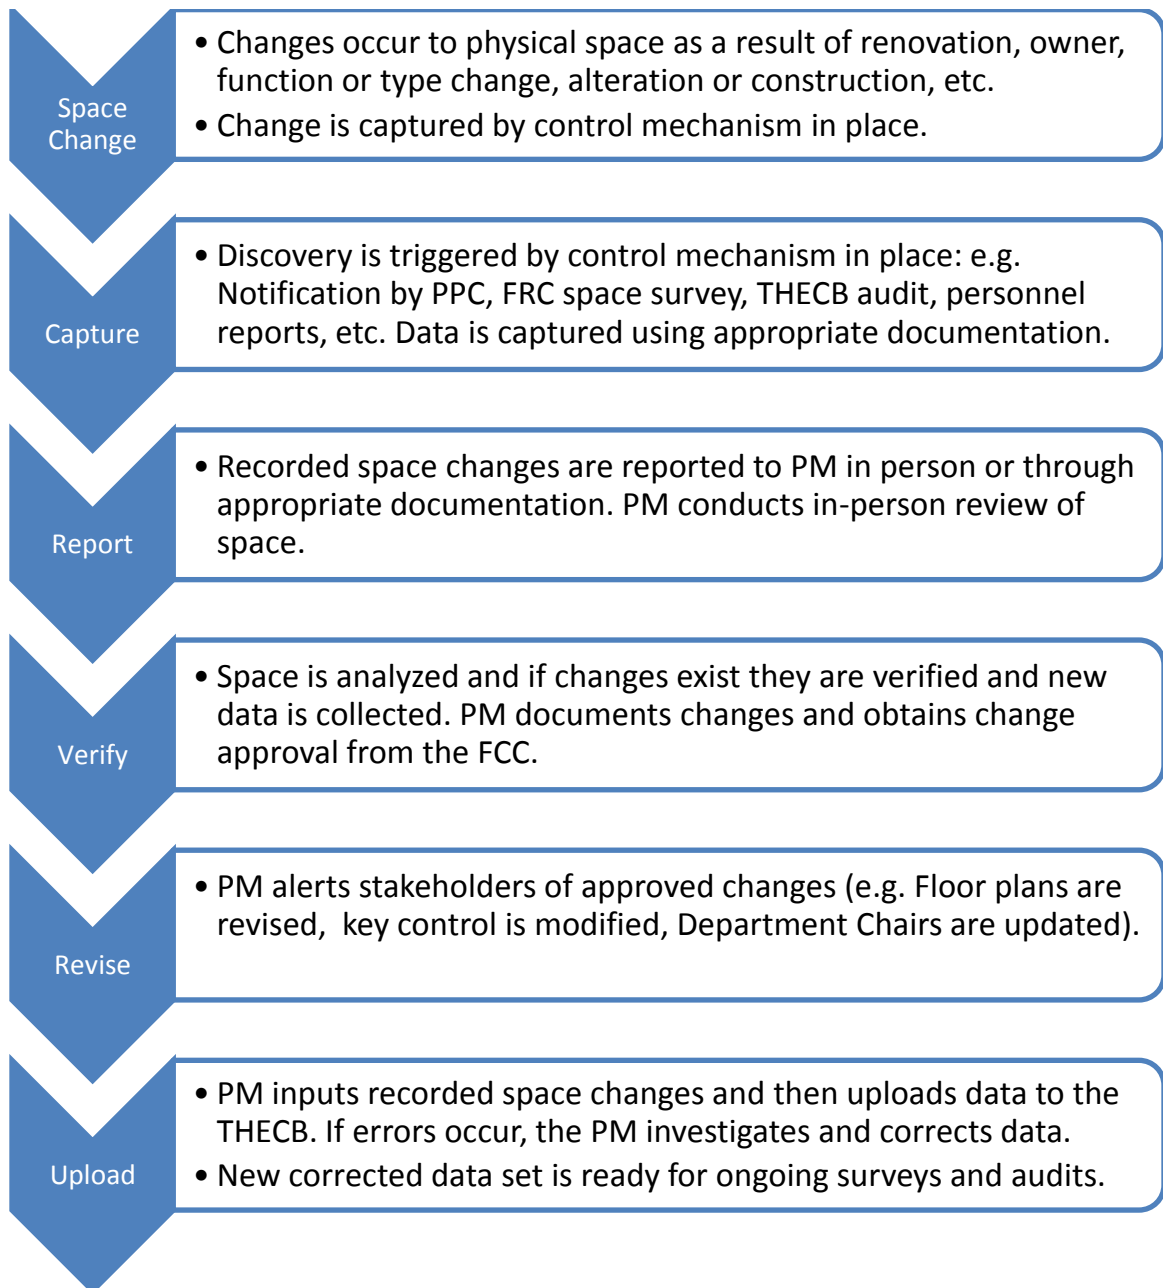 Space
Change
• Changes occur to physical space as a result of renovation, owner,
function or type change, alteration or construction, etc.
• Change is captured by control mechanism in place.
Capture
• Discovery is triggered by control mechanism in place: e.g.
Notification by PPC, FRC space survey, THECB audit, personnel
reports, etc. Data is captured using appropriate documentation.
Report
• Recorded space changes are reported to PM in person or through
appropriate documentation. PM conducts in-person review of
space.
Verify
• Space is analyzed and if changes exist they are verified and new
data is collected. PM documents changes and obtains change
approval from the FCC.
Revise
• PM alerts stakeholders of approved changes (e.g. Floor plans are
revised,  key control is modified, Department Chairs are updated).
Upload
• PM inputs recorded space changes and then uploads data to the
THECB. If errors occur, the PM investigates and corrects data.
• New corrected data set is ready for ongoing surveys and audits.